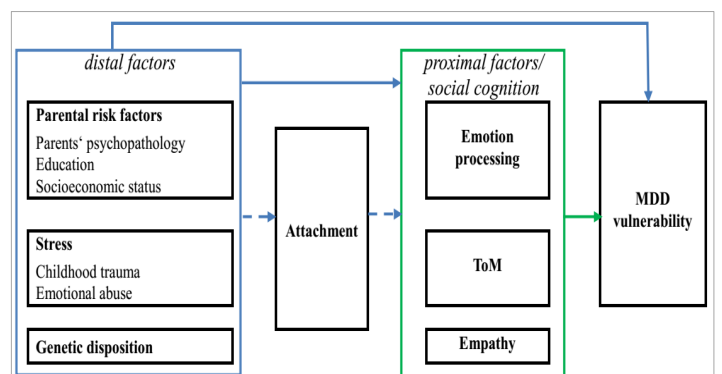 distal factors
Parental risk factors
Parents‘ psychopathology
Education
Socioeconomic status
Stress
Childhood trauma
Emotional abuse
Genetic disposition
Attachment
proximal factors/
social cognition
Emotion
processing
ToM
Empathy
MDD
vulnerability